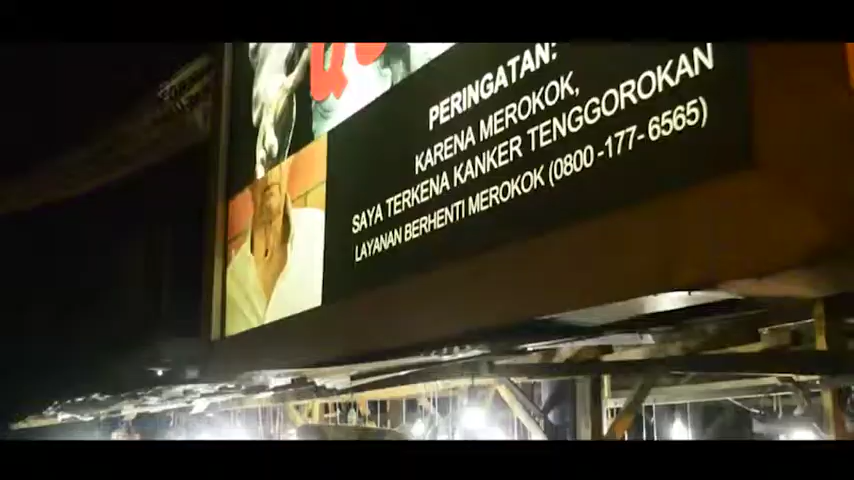 PERINGATAN:
KARENA MEROKOK,
SAYA TERKENA KANKER TENGGOROKAN
LAYANAN BERHENTI MEROKOK (0800-177-6565)